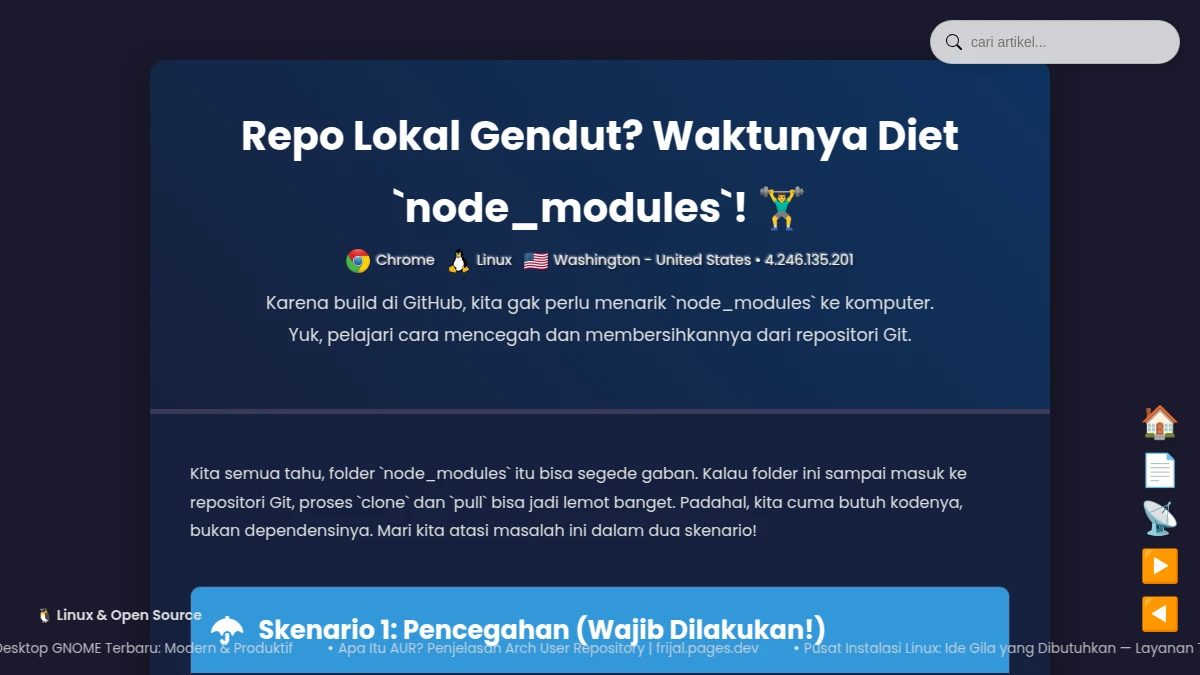 cari artikel...
Repo Lokal Gendut? Waktunya Diet
`node_modules`!
Chrome Linux Washington - United States • 4.246.135.201
Karena build di GitHub, kita gak perlu menarik `node_modules` ke komputer.
Yuk, pelajari cara mencegah dan membersihkannya dari repositori Git.
Kita semua tahu, folder `node_modules` itu bisa segede gaban. Kalau folder ini sampai masuk ke
repositori Git, proses `clone` dan `pull` bisa jadi lemot banget. Padahal, kita cuma butuh kodenya,
bukan dependensinya. Mari kita atasi masalah ini dalam dua skenario!
Linux & Open Source
Skenario 1: Pencegahan (Wajib Dilakukan!)
Desktop GNOME Terbaru: Modern & Produktif • Apa Itu AUR? Penjelasan Arch User Repository | frijal.pages.dev • Pusat Instalasi Linux: Ide Gila yang Dibutuhkan — Layanan